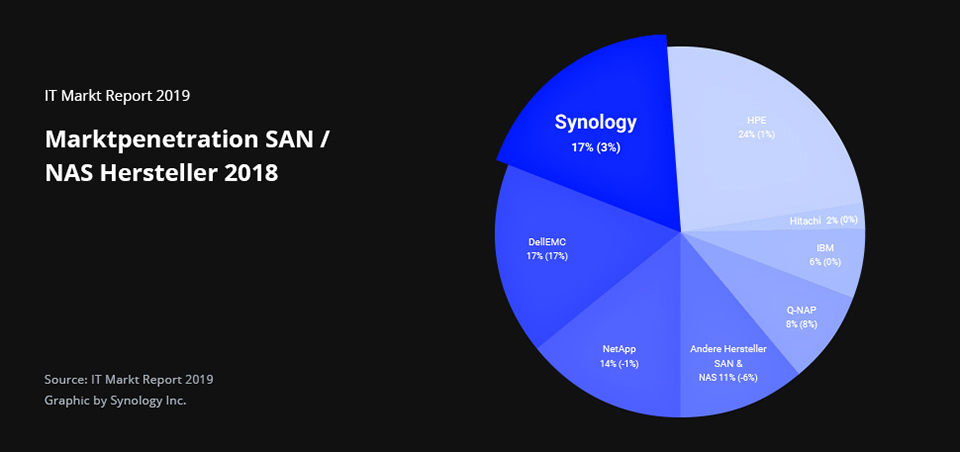 IT Markt Report 2019
Marktpenetration SAN /
NAS Hersteller 2018
Synology
17% (3%)
HPE
24% (1%)
Hitachi 2% (0%)
IBM
6% (0%)
DellEMC
17% (17%)
Q-NAP
8% (8%)
NetApp
14% (-1%)
Andere Hersteller
SAN &
NAS 11% (-6%)
Source: IT Markt Report 2019
Graphic by Synology Inc.